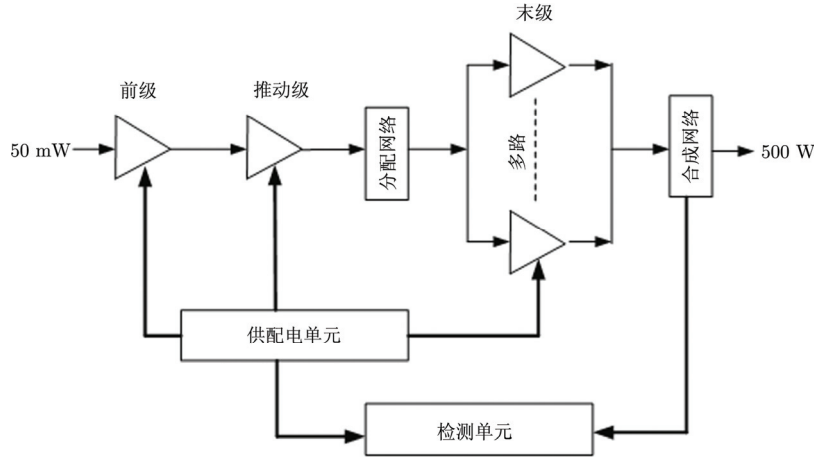 末级
前级
推动级
50 mW
分配网络
多路
合成网络
500 W
供配电单元
检测单元